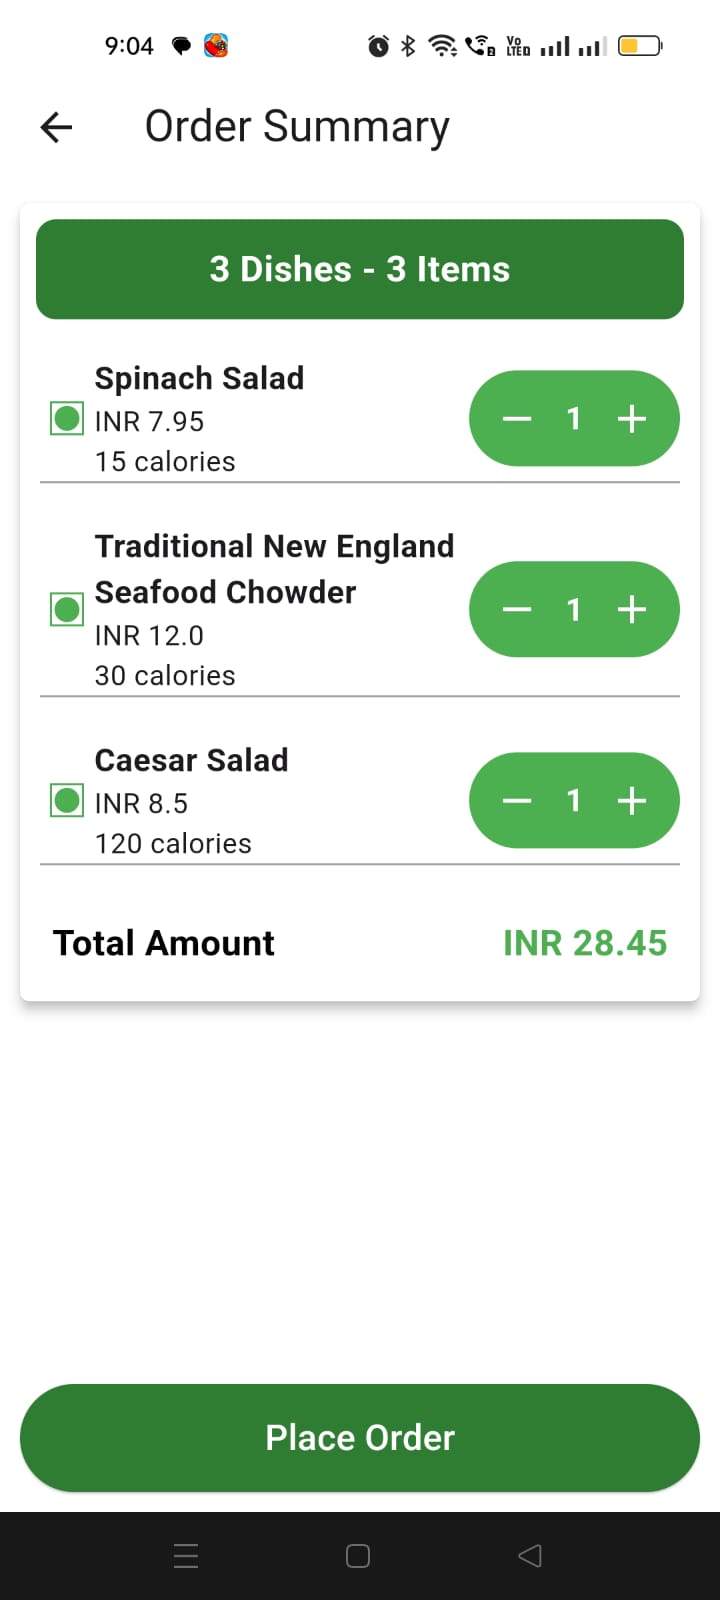 9:04
Order Summary
3 Dishes - 3 Items
Spinach Salad
INR 7.95
15 calories
1
Traditional New England
Seafood Chowder
INR 12.0
30 calories
1
Caesar Salad
INR 8.5
120 calories
1
Total Amount INR 28.45
Place Order